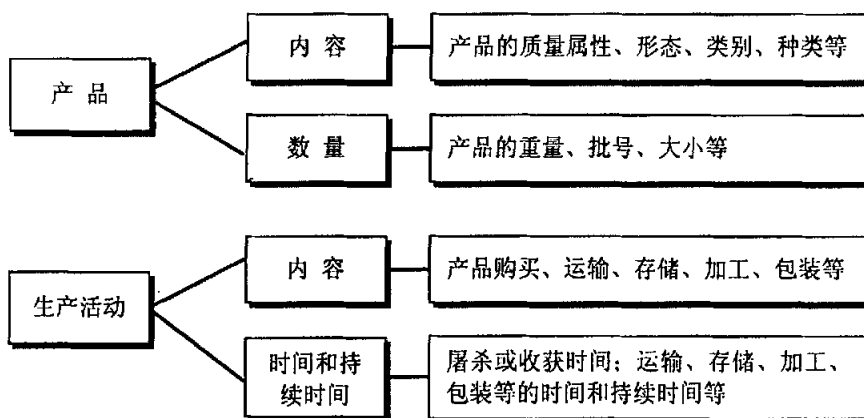 产品
内容
产品的质量属性、形态、类别、种类等
数量
产品的重量、批号、大小等
生产活动
内容
产品购买、运输、存储、加工、包装等
时间和持
续时间
屠杀或收获时间；运输、存储、加工、
包装等的时间和持续时间等